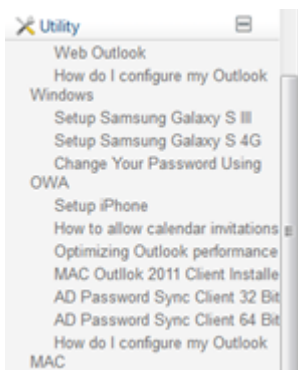 Utility
Web Outlook
How do I configure my Outlook
Windows
Setup Samsung Galaxy S III
Setup Samsung Galaxy S 4G
Change Your Password Using
OWA
Setup iPhone
How to allow calendar invitations
Optimizing Outlook performance
MAC Outllok 2011 Client Installe
AD Password Sync Client 32 Bit
AD Password Sync Client 64 Bit
How do I configure my Outlook
MAC